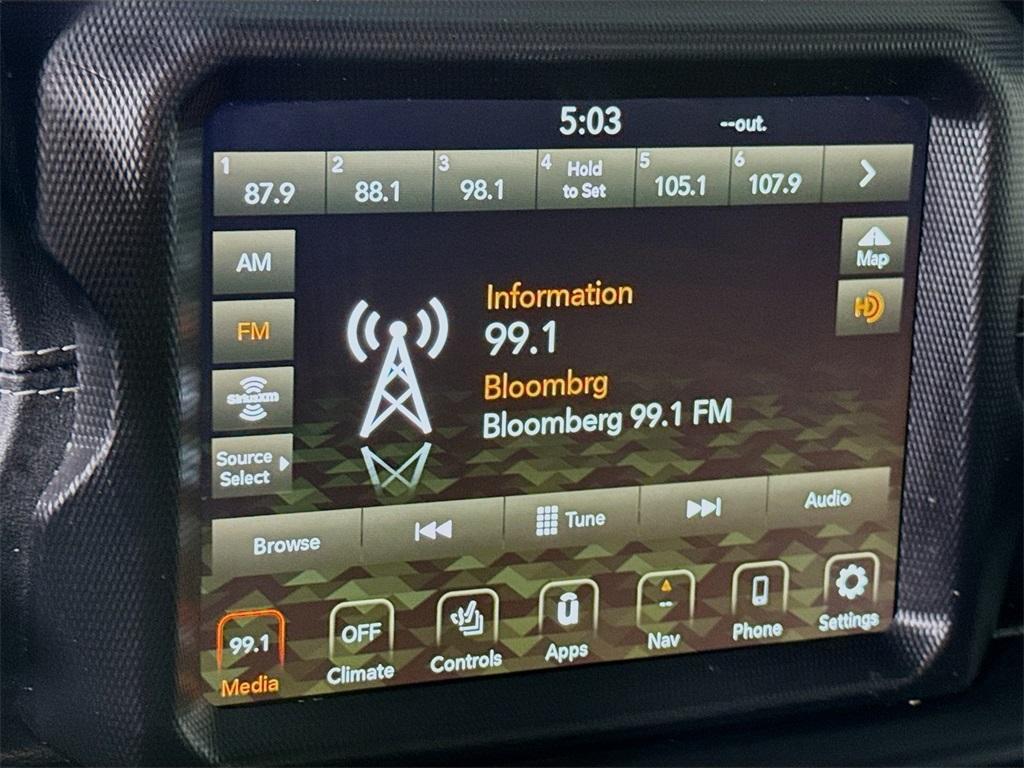 5:03 --out.
1 87.9 2 88.1 3 98.1 4 Hold to Set 5 105.1 6 107.9
AM
Map
FM
HD
Information
99.1
Bloombrg
Bloomberg 99.1 FM
SiriusXM
Source
Select
Browse Tune Audio
99.1 Media
OFF Climate
Controls
Apps
-- Nav
Phone
Settings